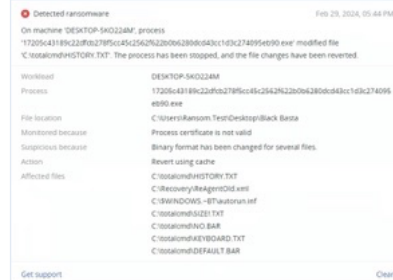 Detected ransomware
Feb 29, 2024, 05:44 PM
On machine 'DESKTOP-SKO224M', process
modified file
'C:\totalcmd\HISTORY.TXT'. The process has been stopped, and the file changes have been reverted.
Workload
DESKTOP-SKO224M
Process
eb90.exe
File location
C:\Users\Ransom.Test\Desktop\Black Basta
Monitored because
Process certificate is not valid
Suspicious because
Binary format has been changed for several files.
Action
Revert using cache
Affected files
C:\totalcmd\HISTORY.TXT
C:\Recovery\ReAgentOld.xml
C:\$WINDOWS.~BT\autorun.inf
C:\totalcmd\SIZE!.TXT
C:\totalcmd\NO.BAR
C:\totalcmd\KEYBOARD.TXT
C:\totalcmd\DEFAULT.BAR
Get support
Clear